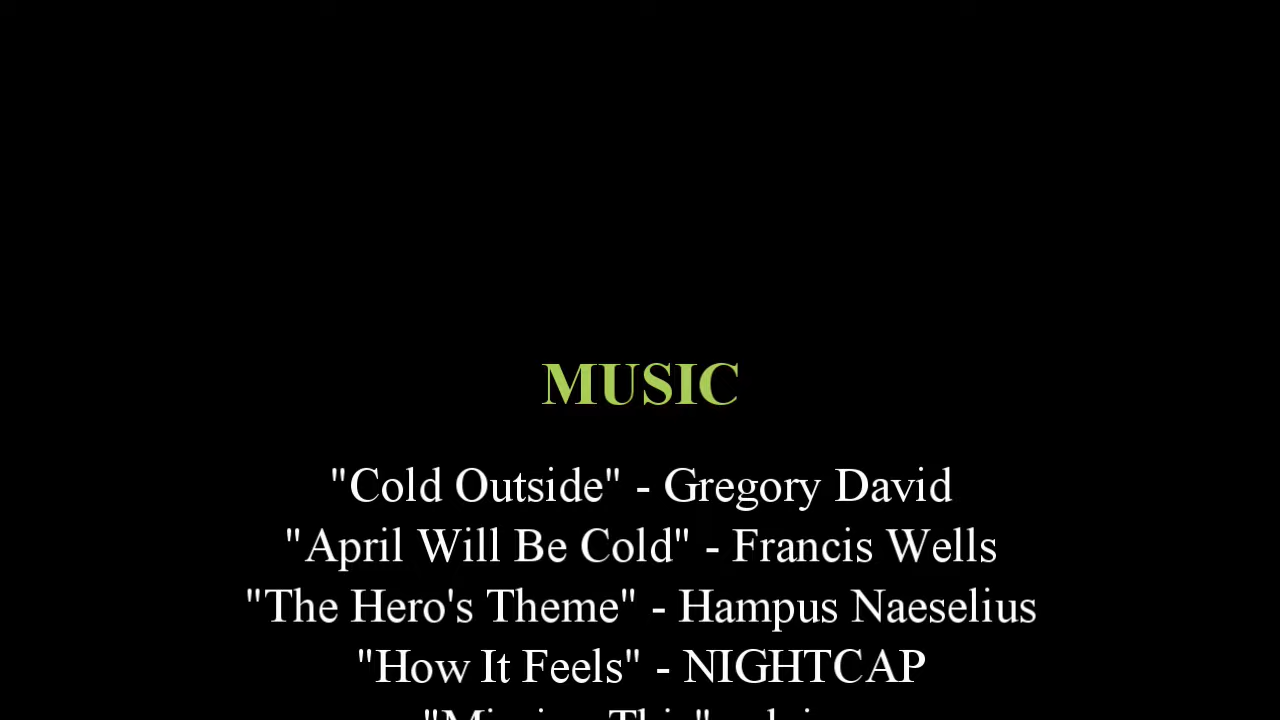 MUSIC
"Cold Outside" - Gregory David
"April Will Be Cold" - Francis Wells
"The Hero's Theme" - Hampus Naeselius
"How It Feels" - NIGHTCAP